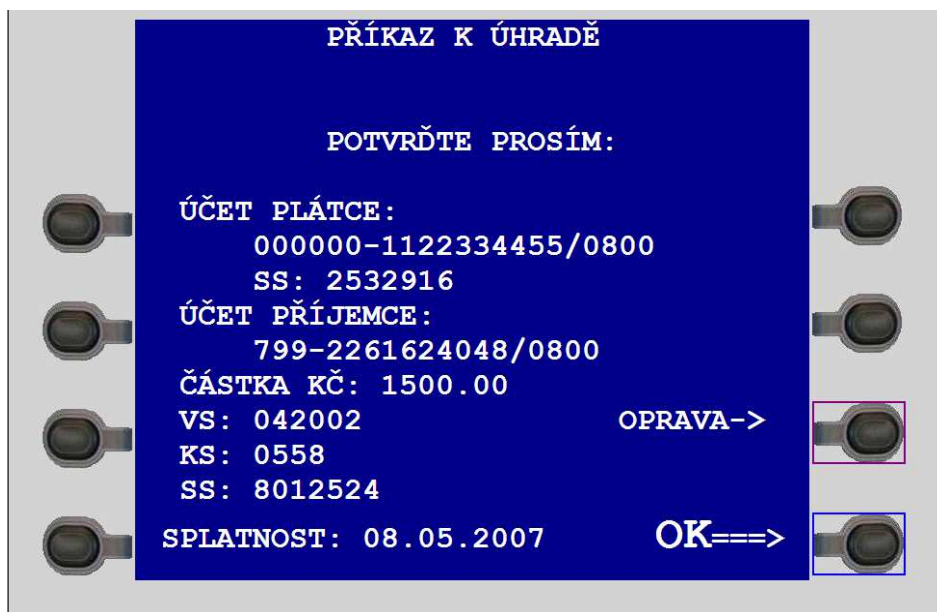 PŘÍKAZ K ÚHRADĚ
POTVRĎTE PROSÍM:
ÚČET PLÁTCE:
000000-1122334455/0800
SS: 2532916
ÚČET PŘÍJEMCE:
799-2261624048/0800
ČÁSTKA KČ: 1500.00
VS: 042002 OPRAVA->
KS: 0558
SS: 8012524
SPLATNOST: 08.05.2007 OK===>